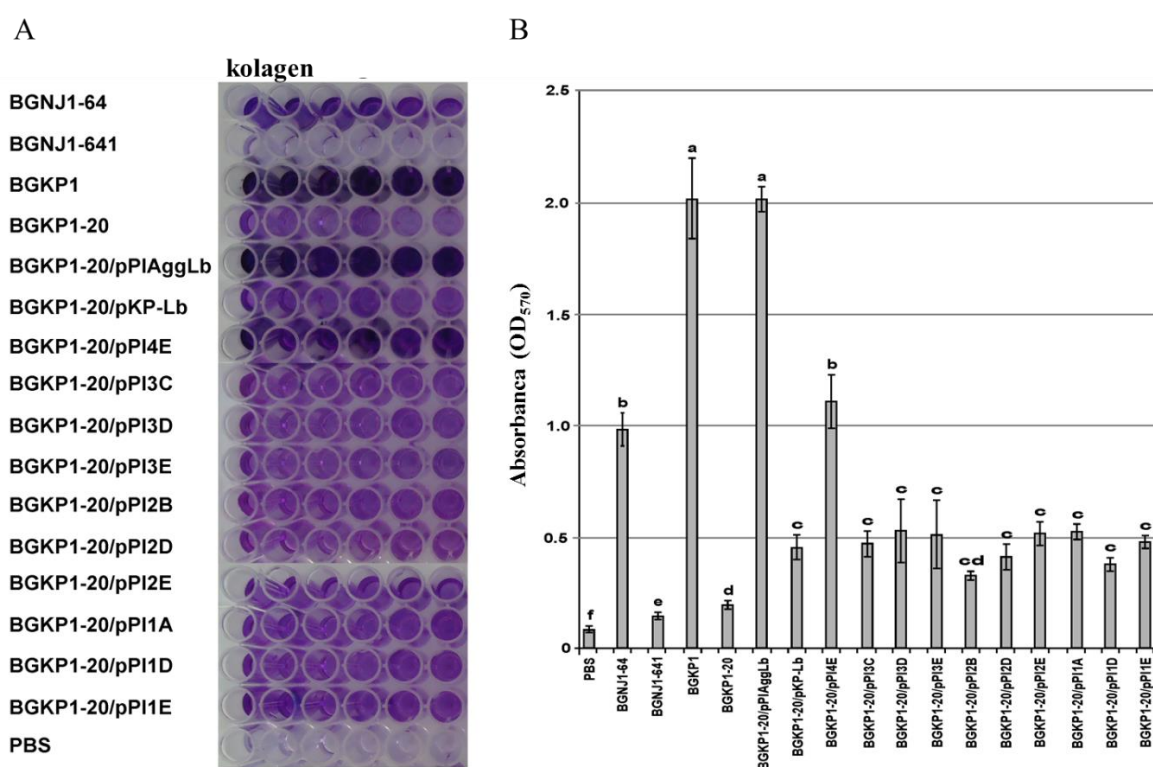 A
kolagen
BGNJ1-64
BGNJ1-641
BGKP1
BGKP1-20
BGKP1-20/pPIAggLb
BGKP1-20/pKP-Lb
BGKP1-20/pPI4E
BGKP1-20/pPI3C
BGKP1-20/pPI3D
BGKP1-20/pPI3E
BGKP1-20/pPI2B
BGKP1-20/pPI2D
BGKP1-20/pPI2E
BGKP1-20/pPI1A
BGKP1-20/pPI1D
BGKP1-20/pPI1E
PBS
B
Absorbanca (OD570)
2.5
2.0
1.5
1.0
0.5
0
f
b
e
a
d
a
c
b
c
c
c
cd
c
c
c
c
c
PBS
BGNJ1-64
BGNJ1-641
BGKP1
BGKP1-20
BGKP1-20/pPIAggLb
BGKP1-20/pKP-Lb
BGKP1-20/pPI4E
BGKP1-20/pPI3C
BGKP1-20/pPI3D
BGKP1-20/pPI3E
BGKP1-20/pPI2B
BGKP1-20/pPI2D
BGKP1-20/pPI2E
BGKP1-20/pPI1A
BGKP1-20/pPI1D
BGKP1-20/pPI1E